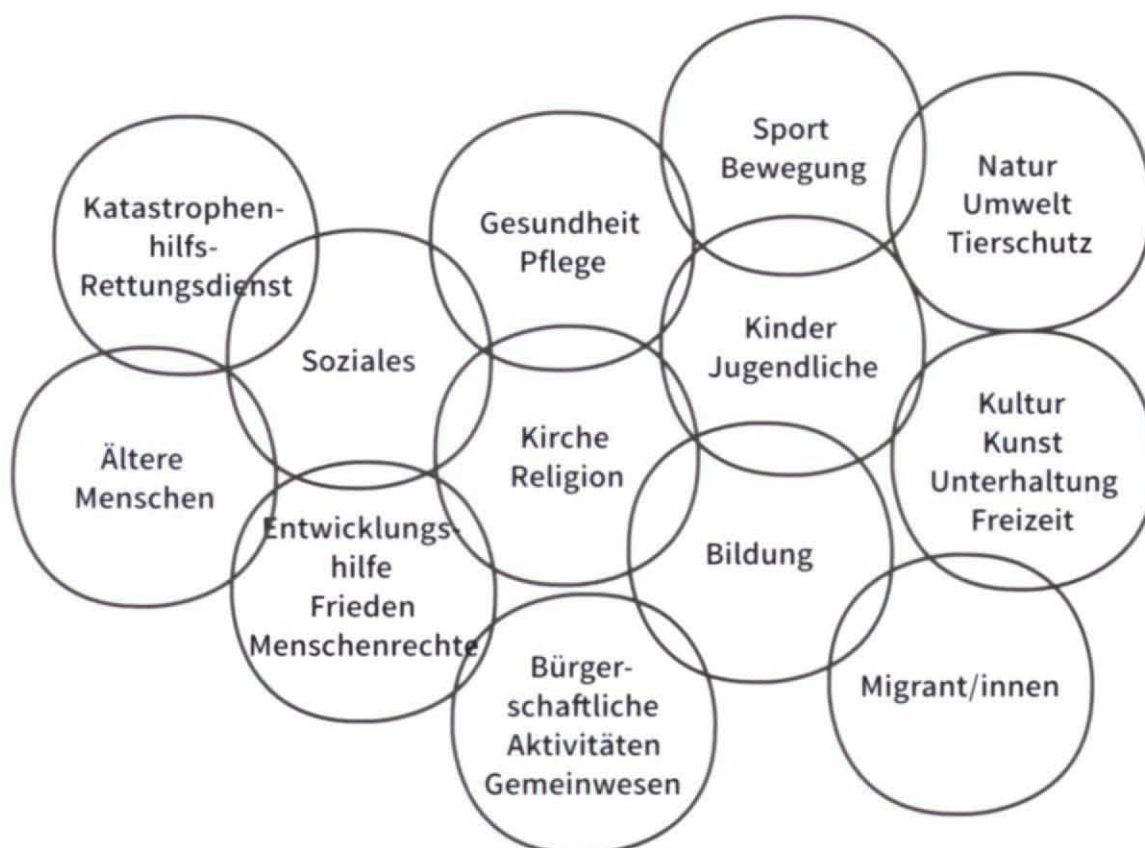 Sport
Bewegung
Natur
Umwelt
Tierschutz
Katastrophen-
hilfs-
Rettungsdienst
Gesundheit
Pflege
Kinder
Jugendliche
Soziales
Kultur
Kunst
Unterhaltung
Freizeit
Kirche
Religion
Ältere
Menschen
Entwicklungs-
hilfe
Frieden
Menschenrechte
Bildung
Bürger-
schaftliche
Aktivitäten
Gemeinwesen
Migrant/innen